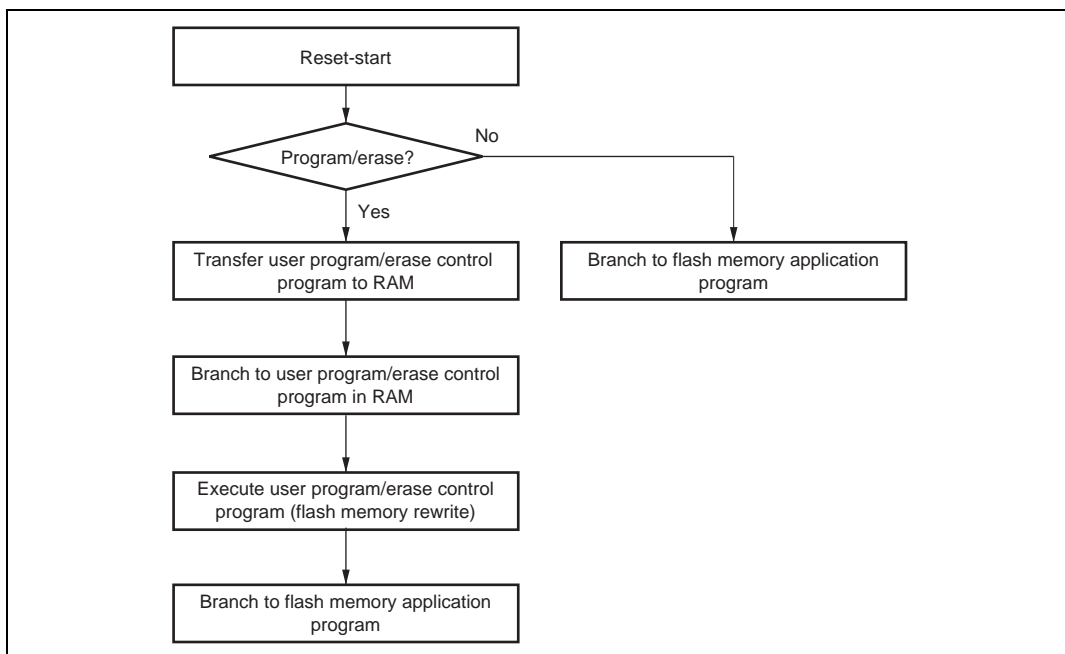 Reset-start
Program/erase?
No
Yes
Transfer user program/erase control
program to RAM
Branch to flash memory application
program
Branch to user program/erase control
program in RAM
Execute user program/erase control
program (flash memory rewrite)
Branch to flash memory application
program